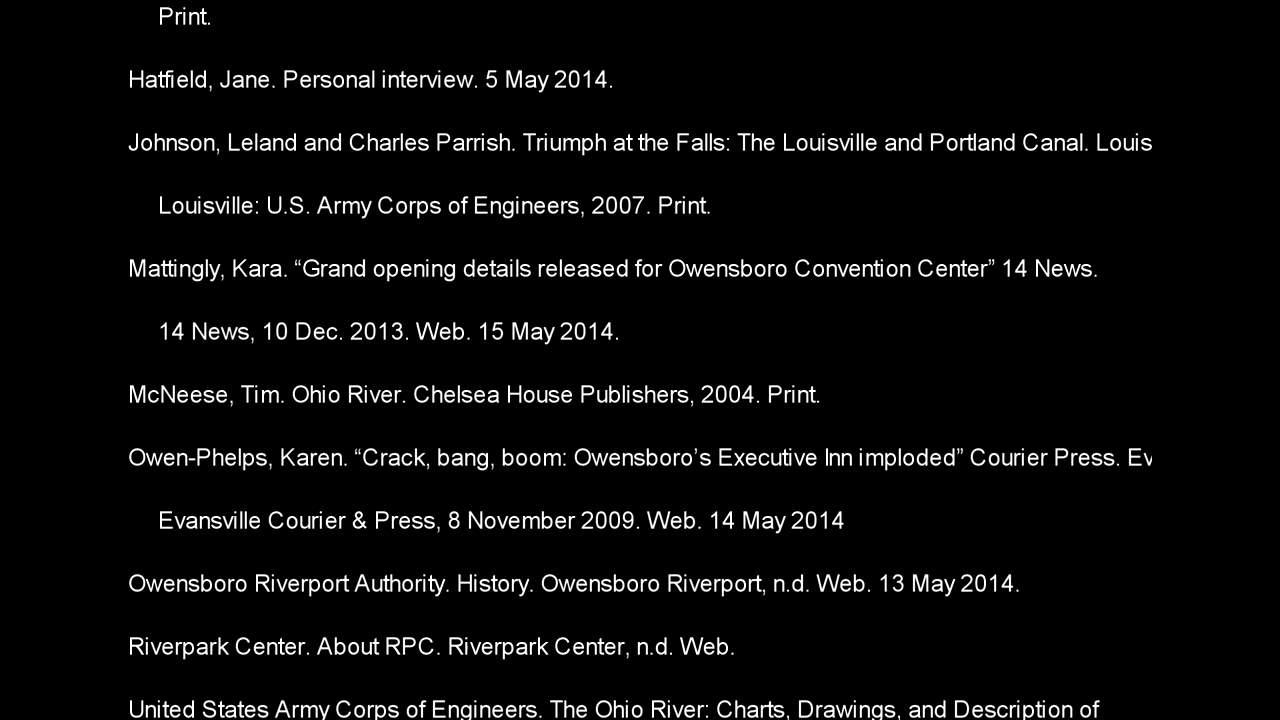 Print.
Hatfield, Jane. Personal interview. 5 May 2014.
Johnson, Leland and Charles Parrish. Triumph at the Falls: The Louisville and Portland Canal. Louis
Louisville: U.S. Army Corps of Engineers, 2007. Print.
Mattingly, Kara. “Grand opening details released for Owensboro Convention Center” 14 News.
14 News, 10 Dec. 2013. Web. 15 May 2014.
McNeese, Tim. Ohio River. Chelsea House Publishers, 2004. Print.
Owen-Phelps, Karen. “Crack, bang, boom: Owensboro’s Executive Inn imploded” Courier Press. Ev
Evansville Courier & Press, 8 November 2009. Web. 14 May 2014
Owensboro Riverport Authority. History. Owensboro Riverport, n.d. Web. 13 May 2014.
Riverpark Center. About RPC. Riverpark Center, n.d. Web.
United States Army Corps of Engineers. The Ohio River: Charts, Drawings, and Description of